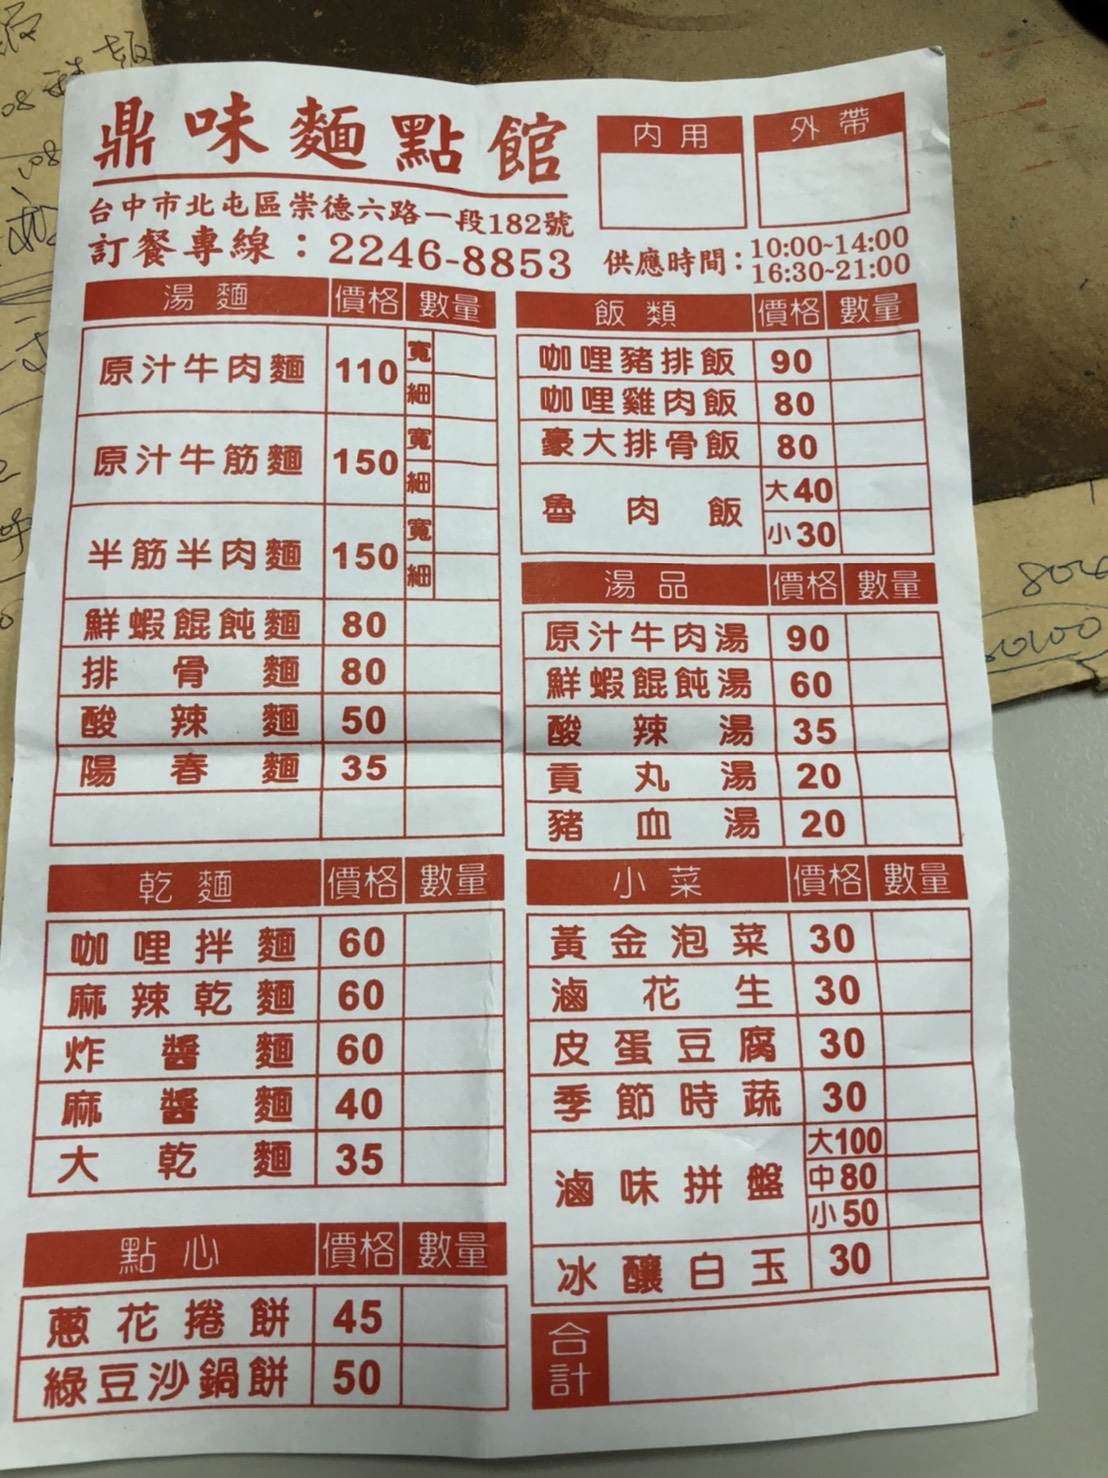 鼎味麵點館
台中市北屯區崇德六路一段182號
訂餐專線：2246-8853
內用
外帶
供應時間：10:00~14:00
16:30~21:00
湯麵 價格 數量
原汁牛肉麵 110 寬 細
原汁牛筋麵 150 寬 細
半筋半肉麵 150 寬 細
鮮蝦餛飩麵 80
排骨麵 80
酸辣麵 50
陽春麵 35
乾麵 價格 數量
咖哩拌麵 60
麻辣乾麵 60
炸醬麵 60
麻醬麵 40
大乾麵 35
點心 價格 數量
蔥花捲餅 45
綠豆沙鍋餅 50
飯類 價格 數量
咖哩豬排飯 90
咖哩雞肉飯 80
豪大排骨飯 80
魯肉飯 大40
小30
湯品 價格 數量
原汁牛肉湯 90
鮮蝦餛飩湯 60
酸辣湯 35
貢丸湯 20
豬血湯 20
小菜 價格 數量
黃金泡菜 30
滷花生 30
皮蛋豆腐 30
季節時蔬 30
滷味拼盤 大100
中80
小50
冰釀白玉 30
合計